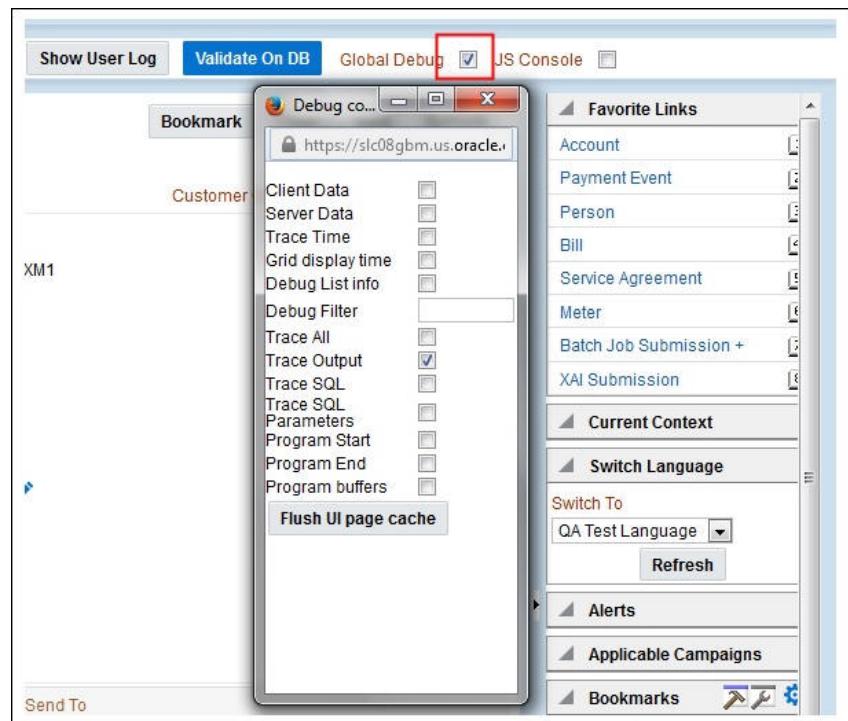 Show User Log Validate On DB Global Debug JS Console
Bookmark
Customer
XM1
Send To
Debug co...
https://slc08gbm.us.oracle.
Client Data
Server Data
Trace Time
Grid display time
Debug List info
Debug Filter
Trace All
Trace Output
Trace SQL
Trace SQL
Parameters
Program Start
Program End
Program buffers
Flush UI page cache
Favorite Links
Account
Payment Event
Person
Bill
Service Agreement
Meter
Batch Job Submission +
XAI Submission
Current Context
Switch Language
Switch To
QA Test Language
Refresh
Alerts
Applicable Campaigns
Bookmarks